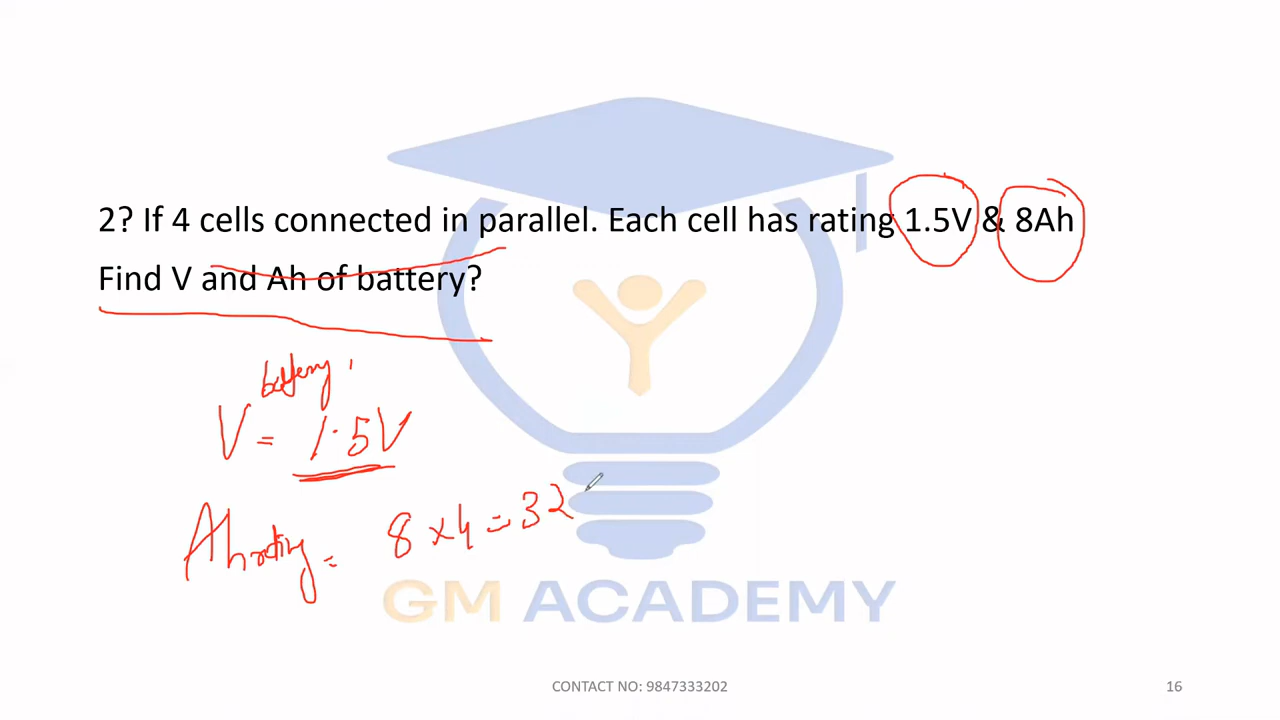 2? If 4 cells connected in parallel. Each cell has rating 1.5V & 8Ah
Find V and Ah of battery?
battery
V = 1.5V
Ah rating = 8 × 4 = 32
GM ACADEMY
CONTACT NO: 9847333202
16